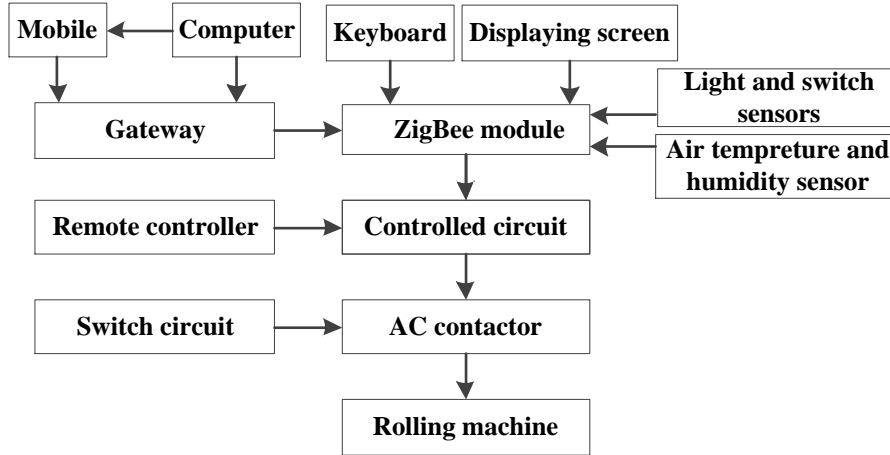 Mobile
Computer
Keyboard
Displaying screen
Light and switch
sensors
Gateway
ZigBee module
Air tempreture and
humidity sensor
Remote controller
Controlled circuit
Switch circuit
AC contactor
Rolling machine